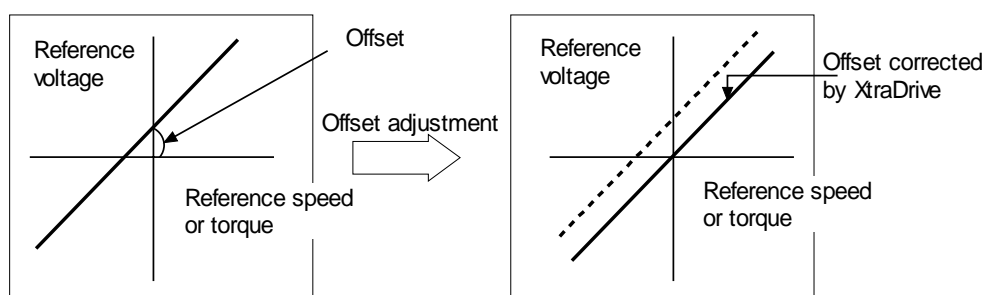 Reference
voltage
Offset
Reference speed
or torque
Offset adjustment
Reference
voltage
Offset corrected
by XtraDrive
Reference speed
or torque